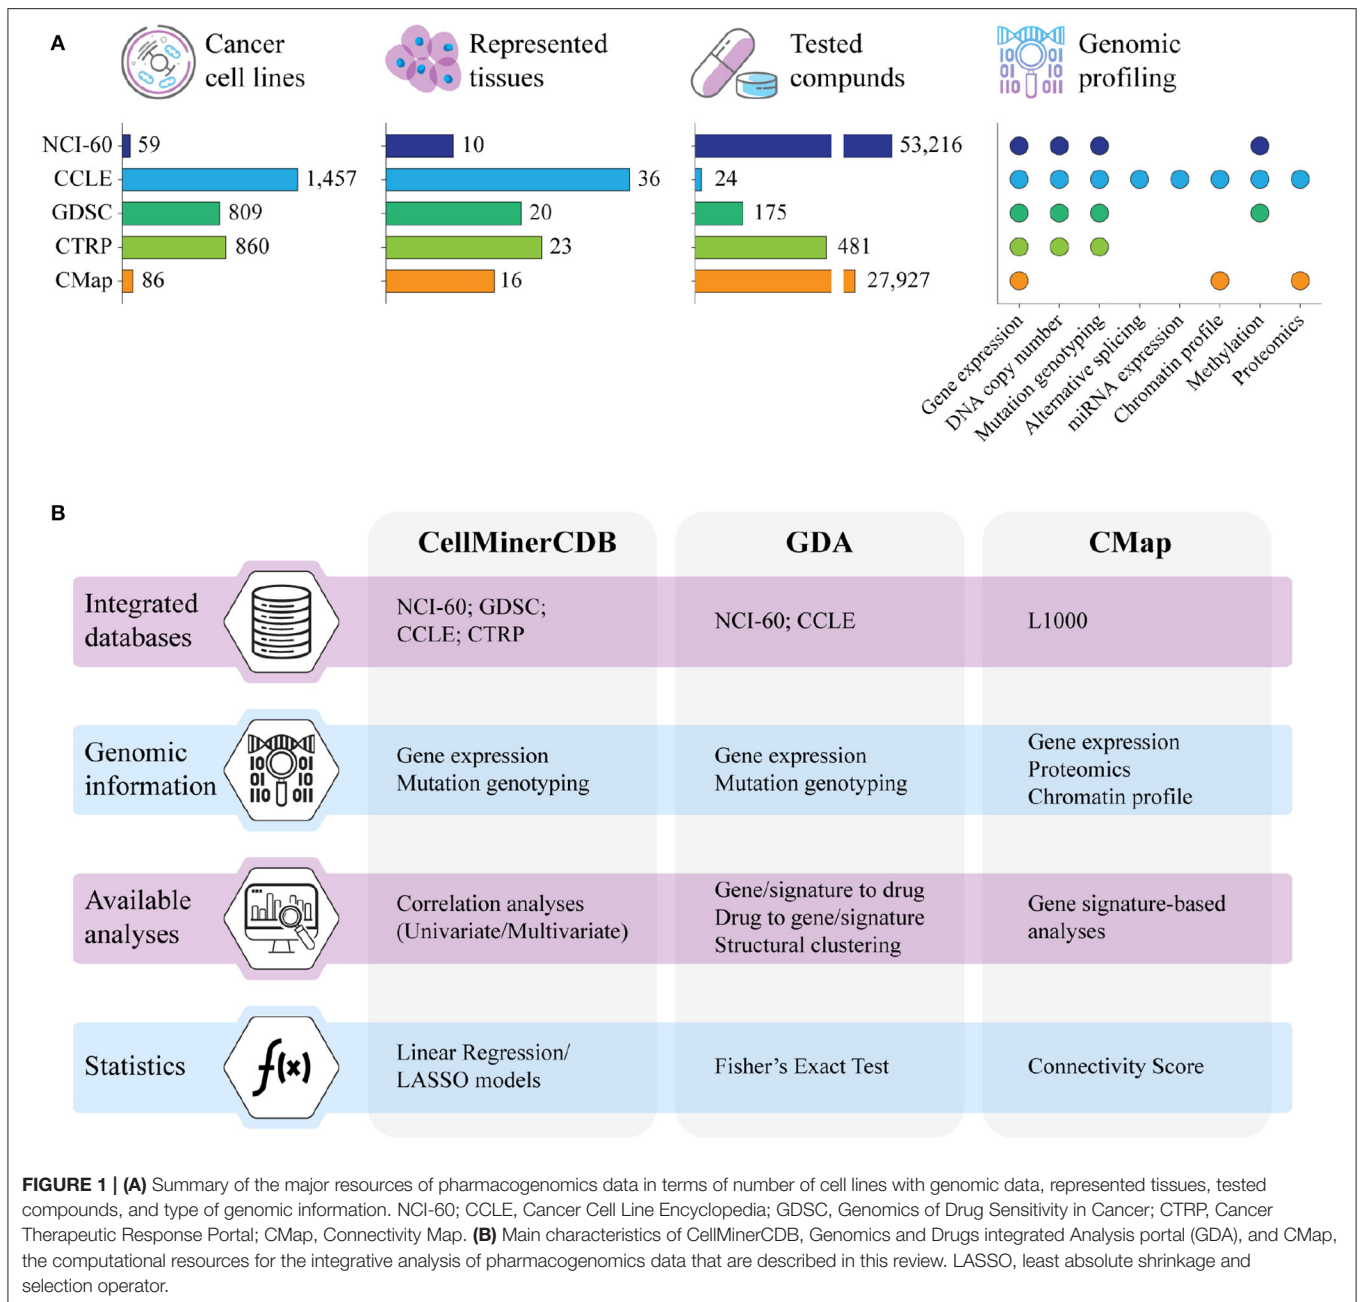 A
Cancer
cell lines
Represented
tissues
Tested
compunds
Genomic
profiling
NCI-60
59
10
53,216
CCLE
1,457
36
24
GDSC
809
20
175
CTRP
860
23
481
CMap
86
16
27,927
Gene expression
DNA copy number
Mutation genotyping
Alternative splicing
miRNA expression
Chromatin profile
Methylation
Proteomics
B
CellMinerCDB
GDA
CMap
Integrated
databases
NCI-60; GDSC;
CCLE; CTRP
NCI-60; CCLE
L1000
Genomic
information
Gene expression
Mutation genotyping
Gene expression
Mutation genotyping
Gene expression
Proteomics
Chromatin profile
Available
analyses
Correlation analyses
(Univariate/Multivariate)
Gene/signature to drug
Drug to gene/signature
Structural clustering
Gene signature-based
analyses
Statistics
f(x)
Linear Regression/
LASSO models
Fisher's Exact Test
Connectivity Score
FIGURE 1 | (A) Summary of the major resources of pharmacogenomics data in terms of number of cell lines with genomic data, represented tissues, tested
compounds, and type of genomic information. NCI-60; CCLE, Cancer Cell Line Encyclopedia; GDSC, Genomics of Drug Sensitivity in Cancer; CTRP, Cancer
Therapeutic Response Portal; CMap, Connectivity Map. (B) Main characteristics of CellMinerCDB, Genomics and Drugs integrated Analysis portal (GDA), and CMap,
the computational resources for the integrative analysis of pharmacogenomics data that are described in this review. LASSO, least absolute shrinkage and
selection operator.